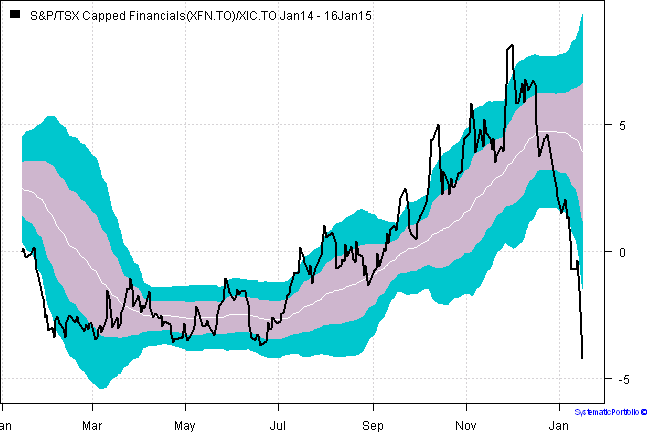 S&P/TSX Capped Financials(XFN.TO)/XIC.TO Jan14 - 16Jan15
5
0
-5
an Mar May Jul Sep Nov Jan
SystematicPortfolio ©